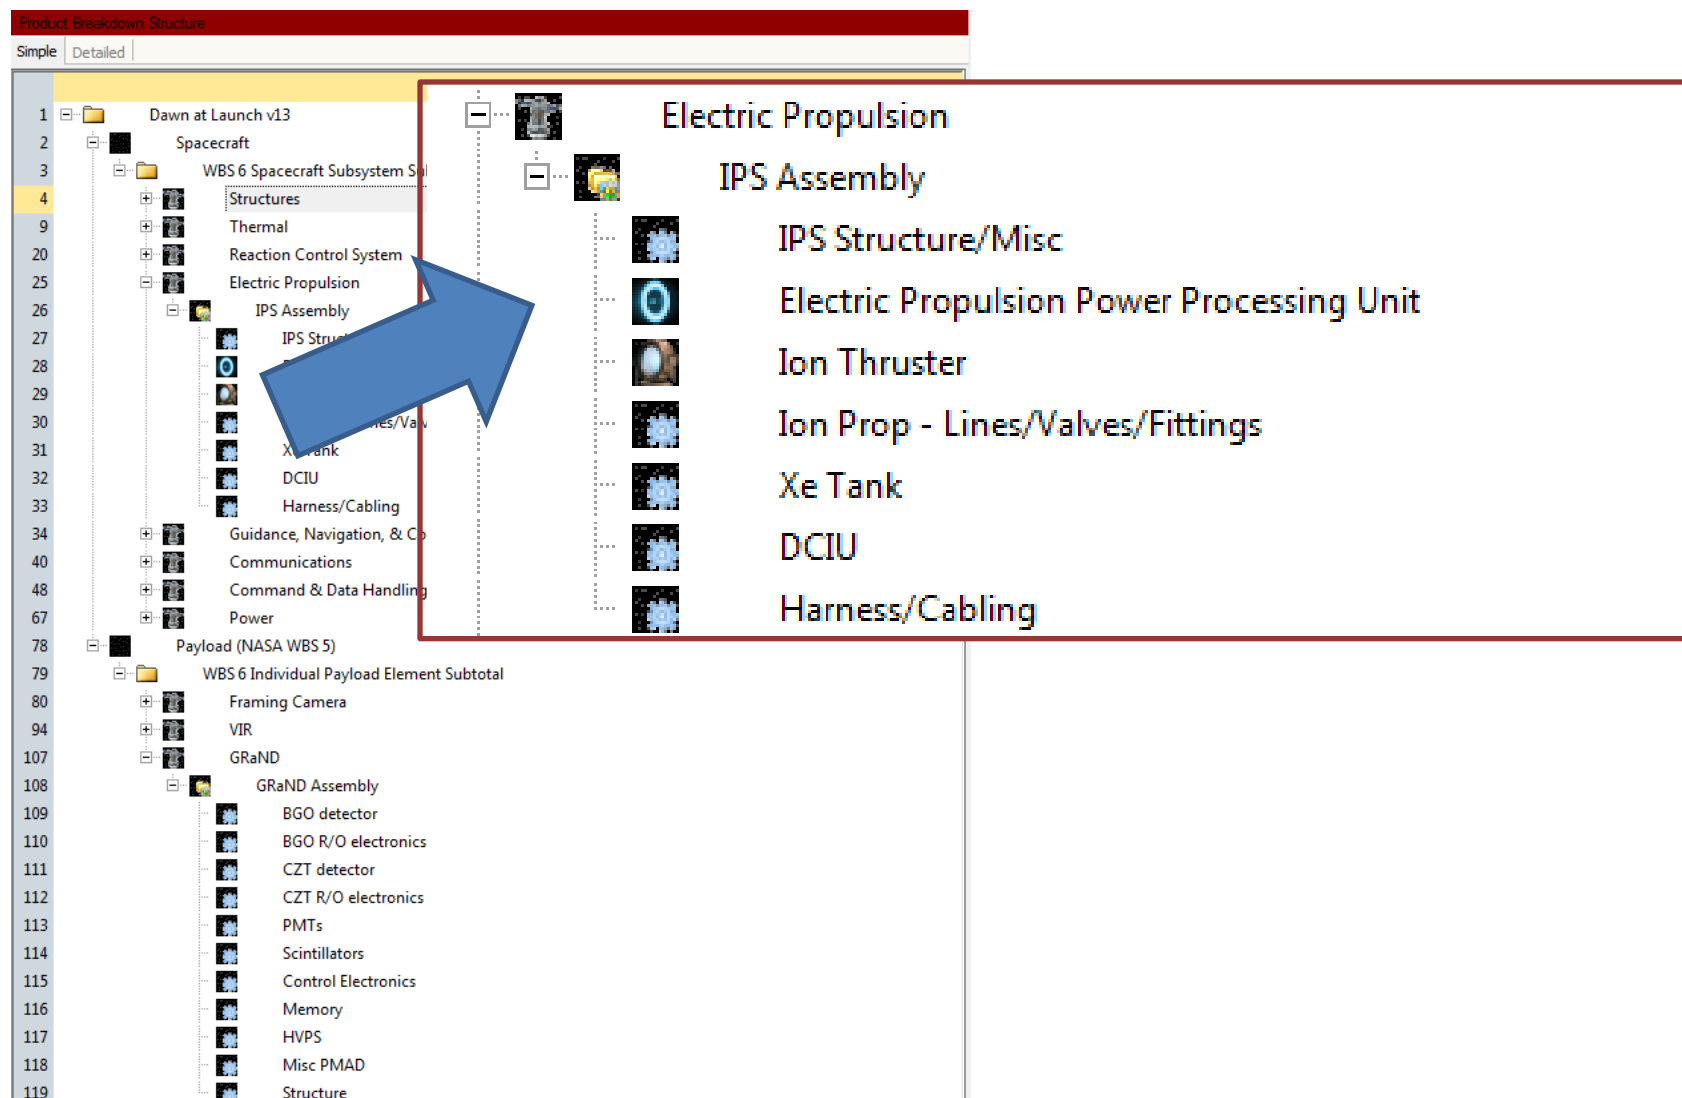 Product Breakdown Structure
Simple Detailed
1 Dawn at Launch v13
2 Spacecraft
3 WBS 6 Spacecraft Subsystem
4 Structures
9 Thermal
20 Reaction Control System
25 Electric Propulsion
26 IPS Assembly
27 IPS
28
29
30
31 Xe Tank
32 DCIU
33 Harness/Cabling
34 Guidance, Navigation, &
40 Communications
48 Command & Data Handling
67 Power
78 Payload (NASA WBS 5)
79 WBS 6 Individual Payload Element Subtotal
80 Framing Camera
94 VIR
107 GRaND
108 GRaND Assembly
109 BGO detector
110 BGO R/O electronics
111 CZT detector
112 CZT R/O electronics
113 PMTs
114 Scintillators
115 Control Electronics
116 Memory
117 HVPS
118 Misc PMAD
119 Structure
Electric Propulsion
IPS Assembly
IPS Structure/Misc
Electric Propulsion Power Processing Unit
Ion Thruster
Ion Prop - Lines/Valves/Fittings
Xe Tank
DCIU
Harness/Cabling